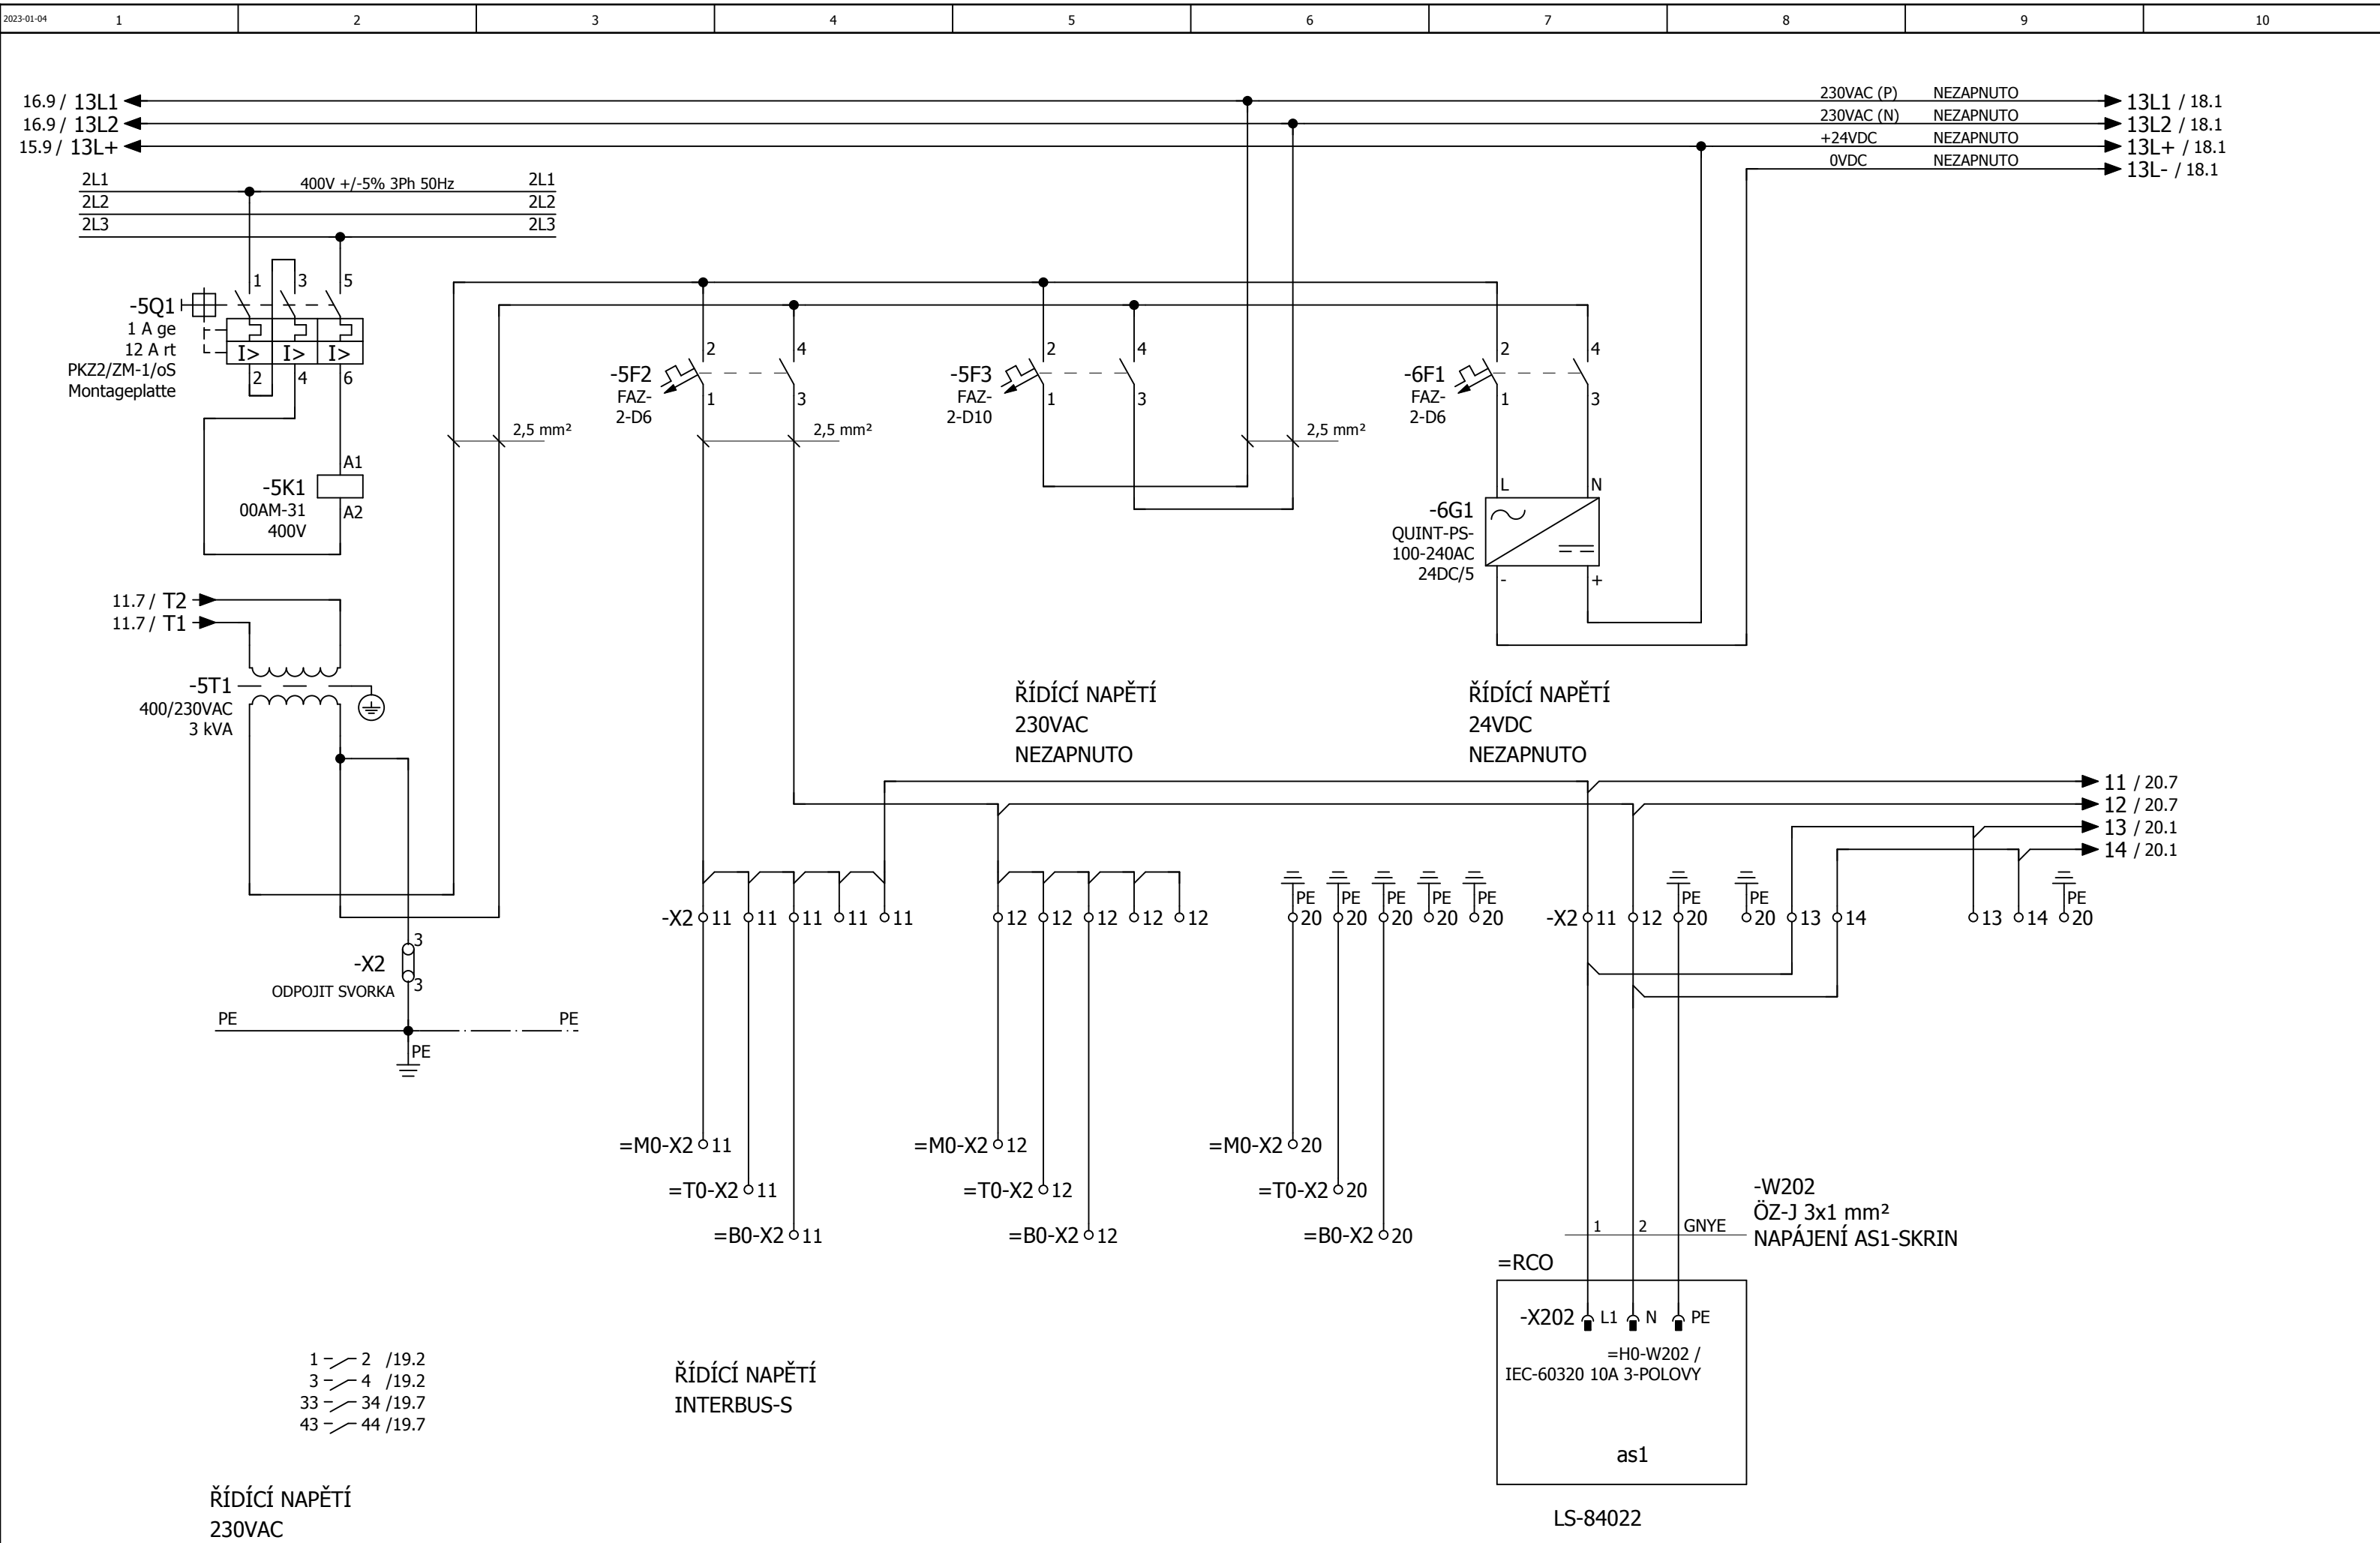 2023-01-04 1 2 3 4 5 6 7 8 9 10
16.9 / 13L1 230VAC (P) NEZAPNUTO 13L1 / 18.1
16.9 / 13L2 230VAC (N) NEZAPNUTO 13L2 / 18.1
15.9 / 13L+ +24VDC NEZAPNUTO 13L+ / 18.1
0VDC NEZAPNUTO 13L- / 18.1
2L1 400V +/-5% 3Ph 50Hz 2L1
2L2 2L2
2L3 2L3
1 3 5
-5Q1
1 A ge
12 A rt
PKZ2/ZM-1/oS
Montageplatte
I> I> I>
2 4 6
2 4
-5F2
FAZ-
2-D6
1 3
2 4
-5F3
FAZ-
2-D10
1 3
2 4
-6F1
FAZ-
2-D6
1 3
2,5 mm² 2,5 mm² 2,5 mm²
A1
-5K1
00AM-31
400V
A2
L N
-6G1
QUINT-PS-
100-240AC
24DC/5
- +
11.7 / T2
11.7 / T1
-5T1
400/230VAC
3 kVA
ŘÍDÍCÍ NAPĚTÍ
230VAC
NEZAPNUTO
ŘÍDÍCÍ NAPĚTÍ
24VDC
NEZAPNUTO
11 / 20.7
12 / 20.7
13 / 20.1
14 / 20.1
PE PE PE PE PE PE PE PE
-X2 11 11 11 11 11 12 12 12 12 12 20 20 20 20 20 -X2 11 12 20 20 13 14 13 14 20
3
-X2
3
ODPOJIT SVORKA
PE PE
PE
=M0-X2 11 =M0-X2 12 =M0-X2 20
=T0-X2 11 =T0-X2 12 =T0-X2 20
=B0-X2 11 =B0-X2 12 =B0-X2 20
-W202
ÖZ-J 3x1 mm²
NAPÁJENÍ AS1-SKRIN
1 2 GNYE
=RCO
-X202 L1 N PE
=H0-W202 /
IEC-60320 10A 3-POLOVY
as1
LS-84022
1 2 /19.2
3 4 /19.2
33 34 /19.7
43 44 /19.7
ŘÍDÍCÍ NAPĚTÍ
INTERBUS-S
ŘÍDÍCÍ NAPĚTÍ
230VAC